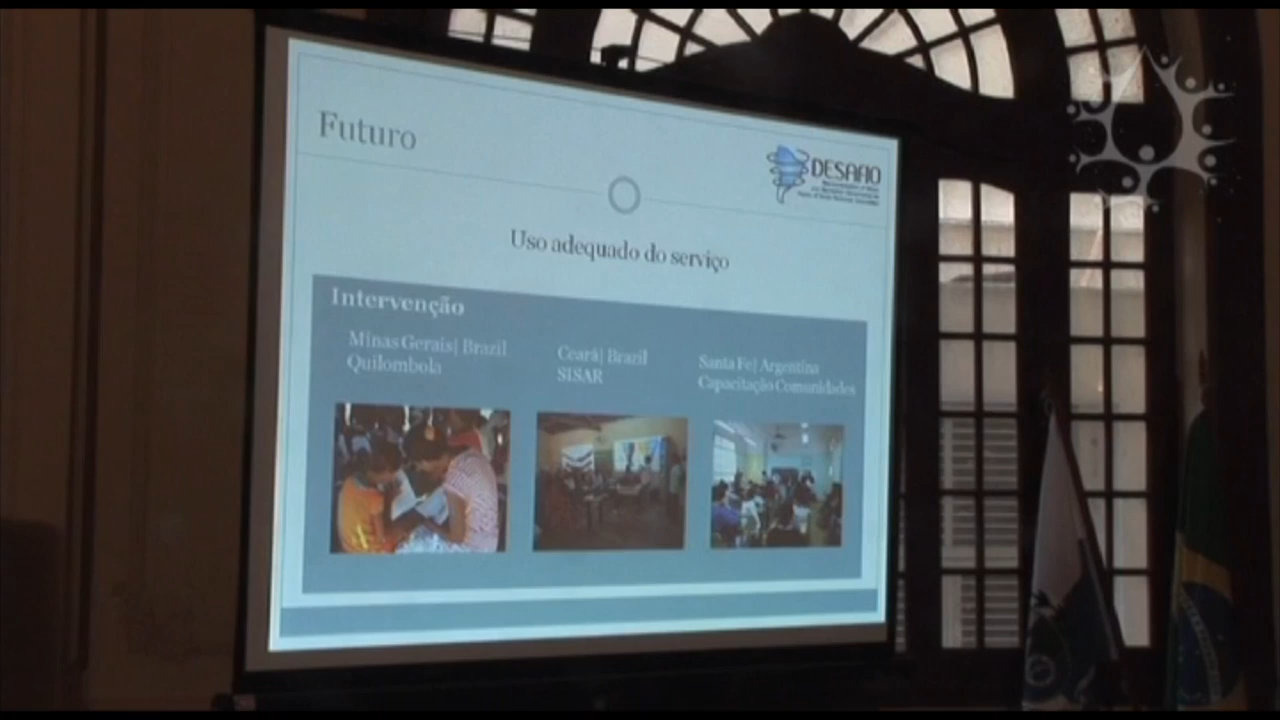 Futuro
DESAFIO
Uso adequado do serviço
Intervenção
Minas Gerais| Brazil
Quilombola
Ceará| Brazil
SISAR
Santa Fe| Argentina
Capacitação Comunidades